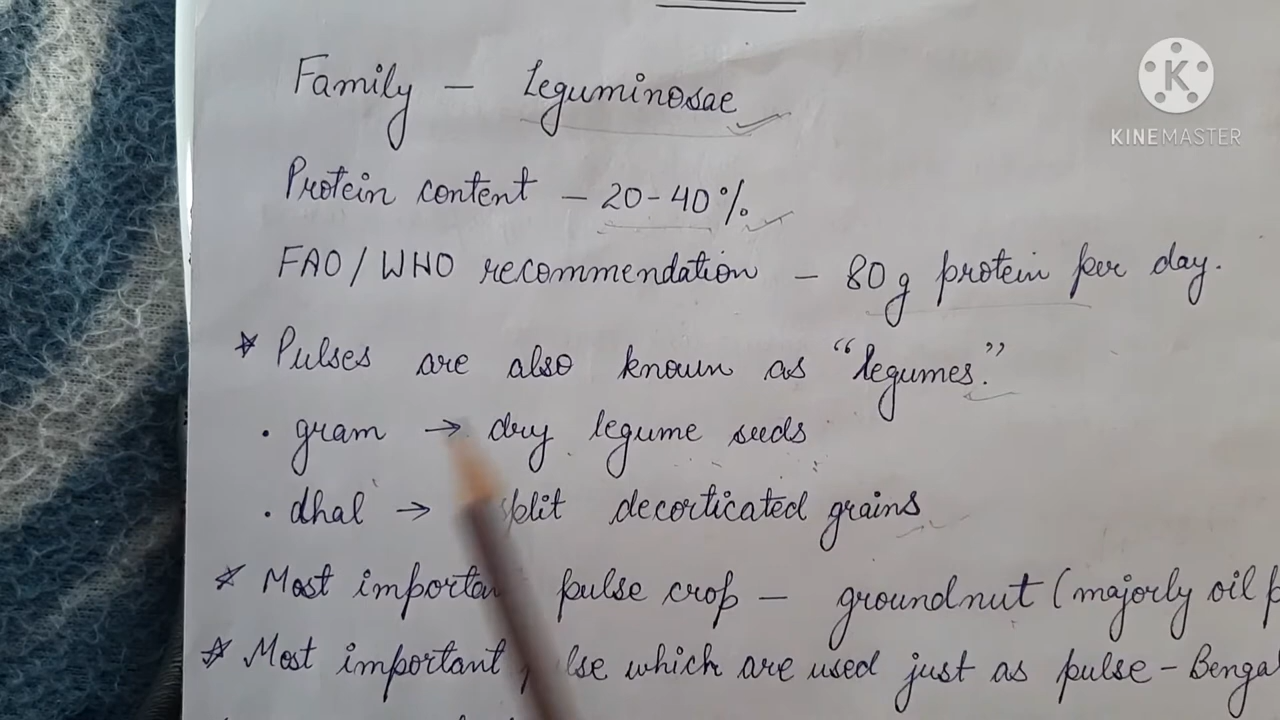 Family - Leguminosae
K
KINEMASTER
Protein content - 20-40%
FAO/WHO recommendation - 80g protein per day.
* Pulses are also known as "legumes."
• gram → dry legume seeds
• dhal → split decorticated grains
* Most important pulse crop - groundnut (majorly oil p
* Most important pulse which are used just as pulse - Benga